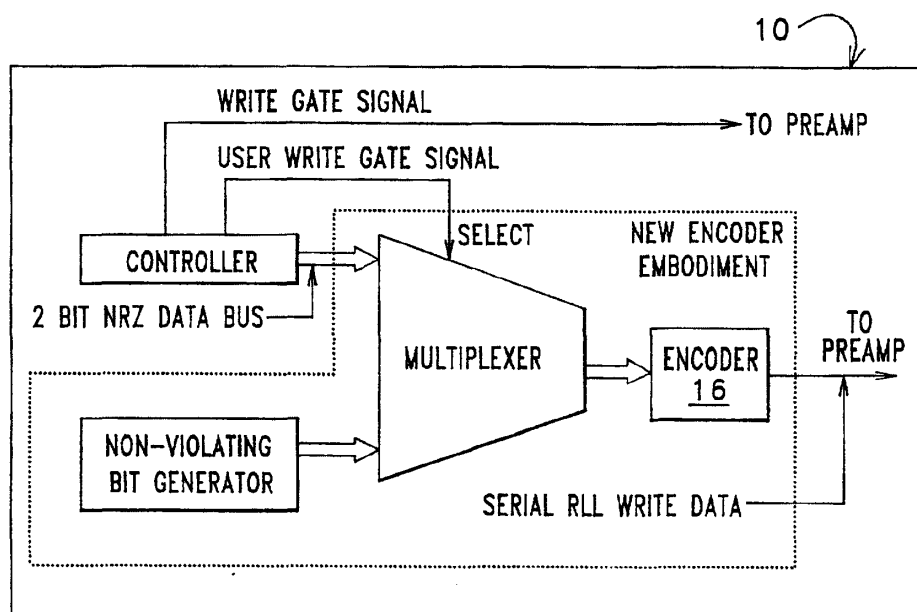 10
WRITE GATE SIGNAL
TO PREAMP
USER WRITE GATE SIGNAL
SELECT
NEW ENCODER
EMBODIMENT
CONTROLLER
2 BIT NRZ DATA BUS
TO
PREAMP
MULTIPLEXER
ENCODER
16
NON-VIOLATING
BIT GENERATOR
SERIAL RLL WRITE DATA